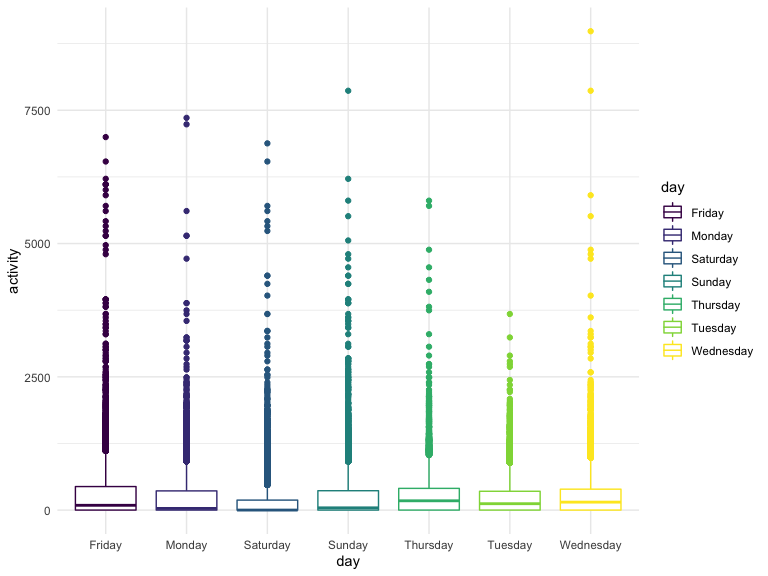 7500
5000
2500
0
activity
Friday Monday Saturday Sunday Thursday Tuesday Wednesday
day
day
Friday
Monday
Saturday
Sunday
Thursday
Tuesday
Wednesday